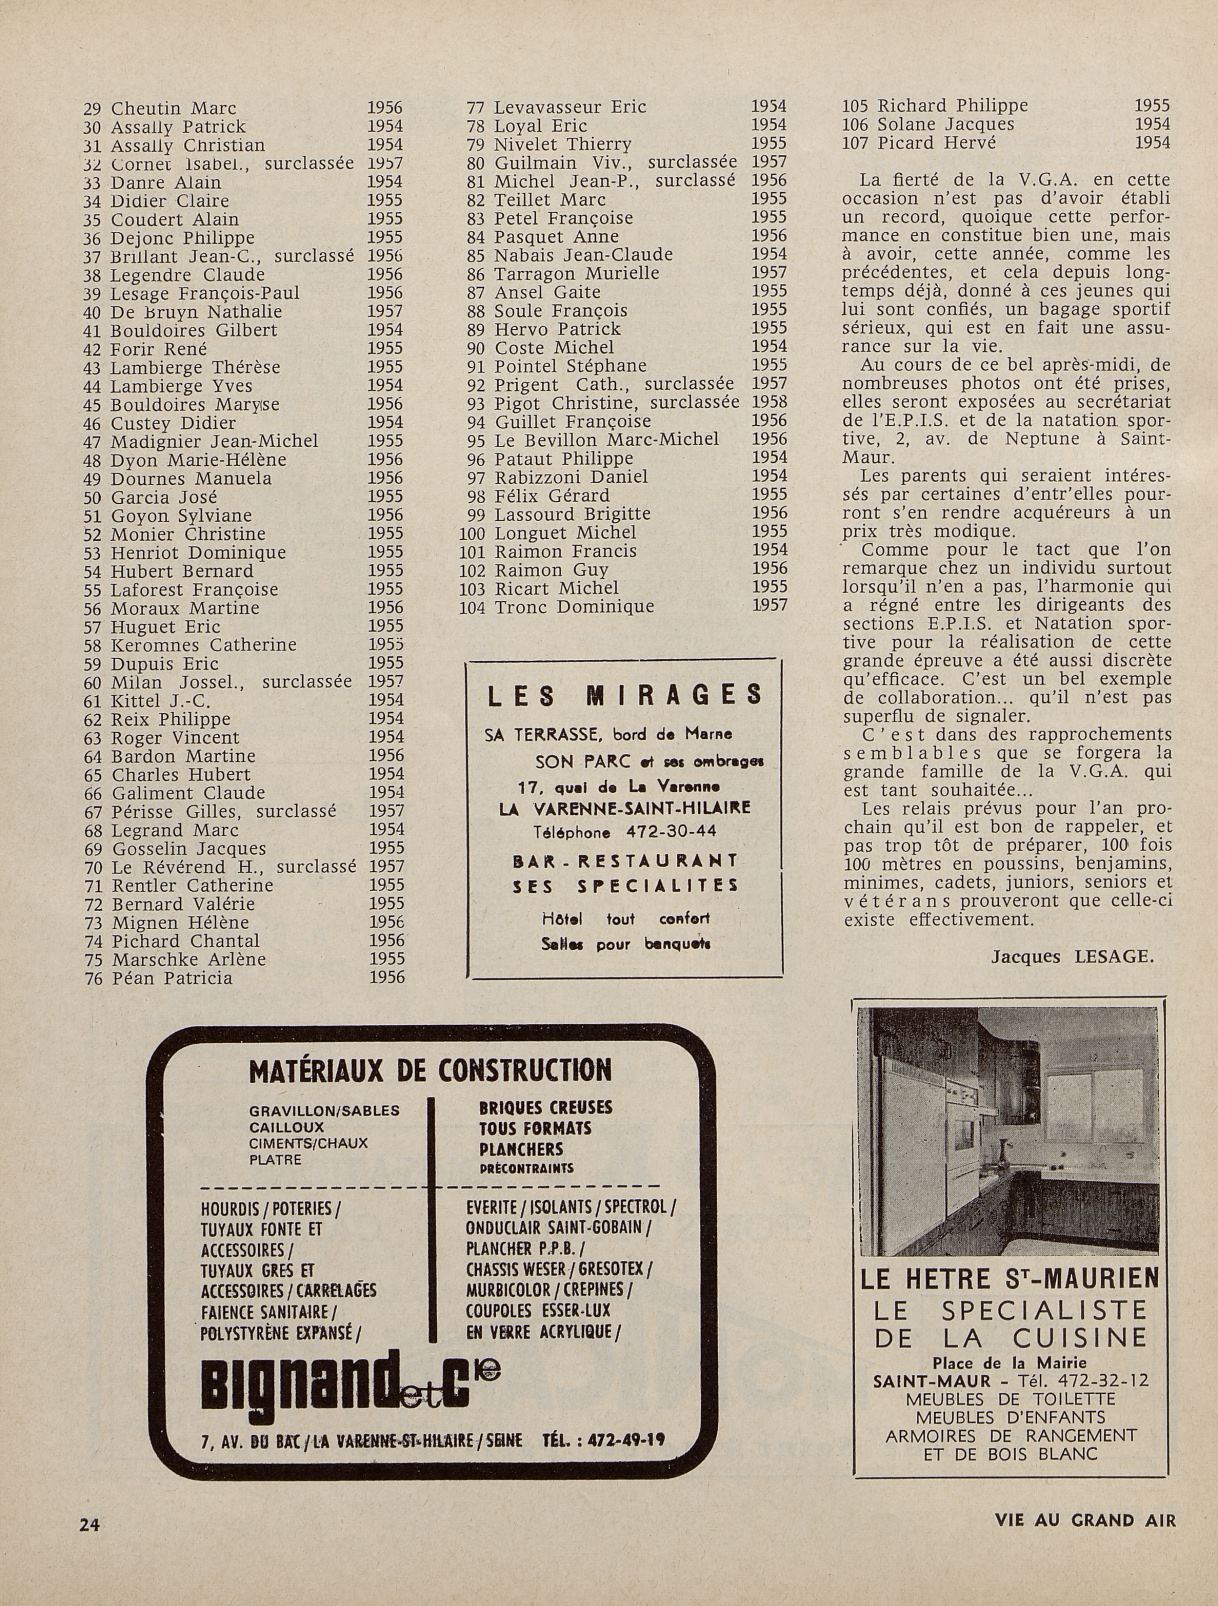 29 Cheutin Marc 1956
30 Assally Patrick 1954
31 Assally Christian 1954
32 Cornet Isabel., surclassée 1957
33 Danre Alain 1954
34 Didier Claire 1955
35 Coudert Alain 1955
36 Dejonc Philippe 1955
37 Brillant Jean-C., surclassé 1956
38 Legendre Claude 1956
39 Lesage François-Paul 1956
40 De Bruyn Nathalie 1957
41 Bouldoires Gilbert 1954
42 Forir René 1955
43 Lambierge Thérèse 1955
44 Lambierge Yves 1954
45 Bouldoires Maryse 1956
46 Custey Didier 1954
47 Madignier Jean-Michel 1955
48 Dyon Marie-Hélène 1956
49 Dournes Manuela 1956
50 Garcia José 1955
51 Goyon Sylviane 1956
52 Monier Christine 1955
53 Henriot Dominique 1955
54 Hubert Bernard 1955
55 Laforest Françoise 1955
56 Moraux Martine 1956
57 Huguet Eric 1955
58 Keromnes Catherine 1955
59 Dupuis Eric 1955
60 Milan Jossel., surclassée 1957
61 Kittel J.-C. 1954
62 Reix Philippe 1954
63 Roger Vincent 1954
64 Bardon Martine 1956
65 Charles Hubert 1954
66 Galiment Claude 1954
67 Périsse Gilles, surclassé 1957
68 Legrand Marc 1954
69 Gosselin Jacques 1955
70 Le Révérend H., surclassé 1957
71 Rentler Catherine 1955
72 Bernard Valérie 1955
73 Mignen Hélène 1956
74 Pichard Chantal 1956
75 Marschke Arlène 1955
76 Péan Patricia 1956
77 Levavasseur Eric 1954
78 Loyal Eric 1954
79 Nivelet Thierry 1955
80 Guilmain Viv., surclassée 1957
81 Michel Jean-P., surclassé 1956
82 Teillet Marc 1955
83 Petel Françoise 1955
84 Pasquet Anne 1956
85 Nabais Jean-Claude 1954
86 Tarragon Murielle 1957
87 Ansel Gaite 1955
88 Soule François 1955
89 Hervo Patrick 1955
90 Coste Michel 1954
91 Pointel Stéphane 1955
92 Prigent Cath., surclassée 1957
93 Pigot Christine, surclassée 1958
94 Guillet Françoise 1956
95 Le Bevillon Marc-Michel 1956
96 Pataut Philippe 1954
97 Rabizzoni Daniel 1954
98 Félix Gérard 1955
99 Lassourd Brigitte 1956
100 Longuet Michel 1955
101 Raimon Francis 1954
102 Raimon Guy 1956
103 Ricart Michel 1955
104 Tronc Dominique 1957
LES MIRAGES
SA TERRASSE, bord de Marne
SON PARC et ses ombrages
17, quai de La Varenne
LA VARENNE-SAINT-HILAIRE
Téléphone 472-30-44
BAR - RESTAURANT
SES SPECIALITES
Hôtel tout confort
Salles pour banquets
105 Richard Philippe 1955
106 Solane Jacques 1954
107 Picard Hervé 1954
La fierté de la V.G.A. en cette
occasion n'est pas d'avoir établi
un record, quoique cette perfor-
mance en constitue bien une, mais
à avoir, cette année, comme les
précédentes, et cela depuis long-
temps déjà, donné à ces jeunes qui
lui sont confiés, un bagage sportif
sérieux, qui est en fait une assu-
rance sur la vie.
Au cours de ce bel après-midi, de
nombreuses photos ont été prises,
elles seront exposées au secrétariat
de l'E.P.I.S. et de la natation spor-
tive, 2, av. de Neptune à Saint-
Maur.
Les parents qui seraient intéres-
sés par certaines d'entr'elles pour-
ront s'en rendre acquéreurs à un
prix très modique.
Comme pour le tact que l'on
remarque chez un individu surtout
lorsqu'il n'en a pas, l'harmonie qui
a régné entre les dirigeants des
sections E.P.I.S. et Natation spor-
tive pour la réalisation de cette
grande épreuve a été aussi discrète
qu'efficace. C'est un bel exemple
de collaboration... qu'il n'est pas
superflu de signaler.
C'est dans des rapprochements
semblables que se forgera la
grande famille de la V.G.A. qui
est tant souhaitée...
Les relais prévus pour l'an pro-
chain qu'il est bon de rappeler, et
pas trop tôt de préparer, 100 fois
100 mètres en poussins, benjamins,
minimes, cadets, juniors, seniors et
vétérans prouveront que celle-ci
existe effectivement.
Jacques LESAGE.
MATÉRIAUX DE CONSTRUCTION
GRAVILLON/SABLES
CAILLOUX
CIMENTS/CHAUX
PLATRE
BRIQUES CREUSES
TOUS FORMATS
PLANCHERS
PRÉCONTRAINTS
HOURDIS / POTERIES /
TUYAUX FONTE ET
ACCESSOIRES /
TUYAUX GRES ET
ACCESSOIRES / CARRELAGES
FAIENCE SANITAIRE /
POLYSTYRÈNE EXPANSÉ /
EVERITE / ISOLANTS / SPECTROL /
ONDUCLAIR SAINT-GOBAIN /
PLANCHER P.P.B. /
CHASSIS WESER / GRESOTEX /
MURBICOLOR / CREPINES /
COUPOLES ESSER-LUX
EN VERRE ACRYLIQUE /
Bignand et Cie
7, AV. DU BAC / LA VARENNE-ST-HILAIRE / SEINE TÉL. : 472-49-19
LE HETRE ST-MAURIEN
LE SPECIALISTE
DE LA CUISINE
Place de la Mairie
SAINT-MAUR - Tél. 472-32-12
MEUBLES DE TOILETTE
MEUBLES D'ENFANTS
ARMOIRES DE RANGEMENT
ET DE BOIS BLANC
24
VIE AU GRAND AIR